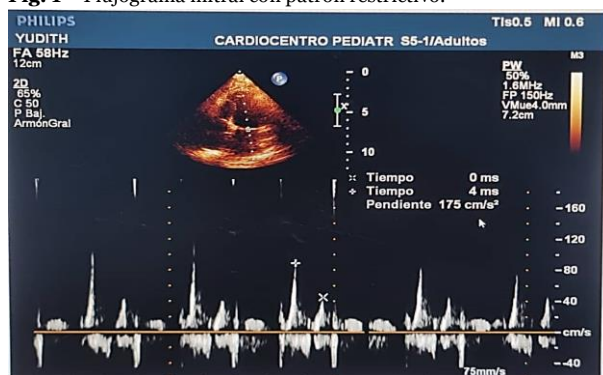 Fig. 1 – Flujograma mitral con patrón restrictivo.
PHILIPS
TIs0.5 MI 0.6
YUDITH
CARDIOCENTRO PEDIATR S5-1/Adultos
FA 58Hz
12cm
2D
65%
C 50
P Baj.
ArmónGral
P
0
5
10
M3
PW
50%
1.6MHz
FP 150Hz
VMue4.0mm
7.2cm
Tiempo 0 ms
Tiempo 4 ms
Pendiente 175 cm/s²
-160
-120
-80
-40
cm/s
-40
75mm/s